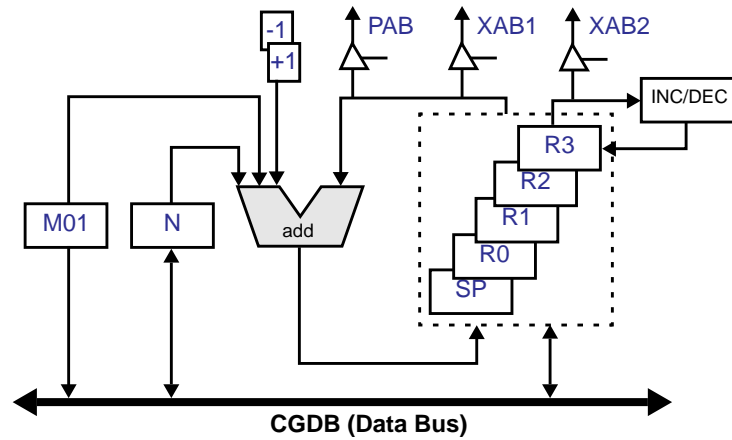 PAB
XAB1
XAB2
-1
+1
INC/DEC
R3
R2
M01
N
R1
add
R0
SP
CGDB (Data Bus)